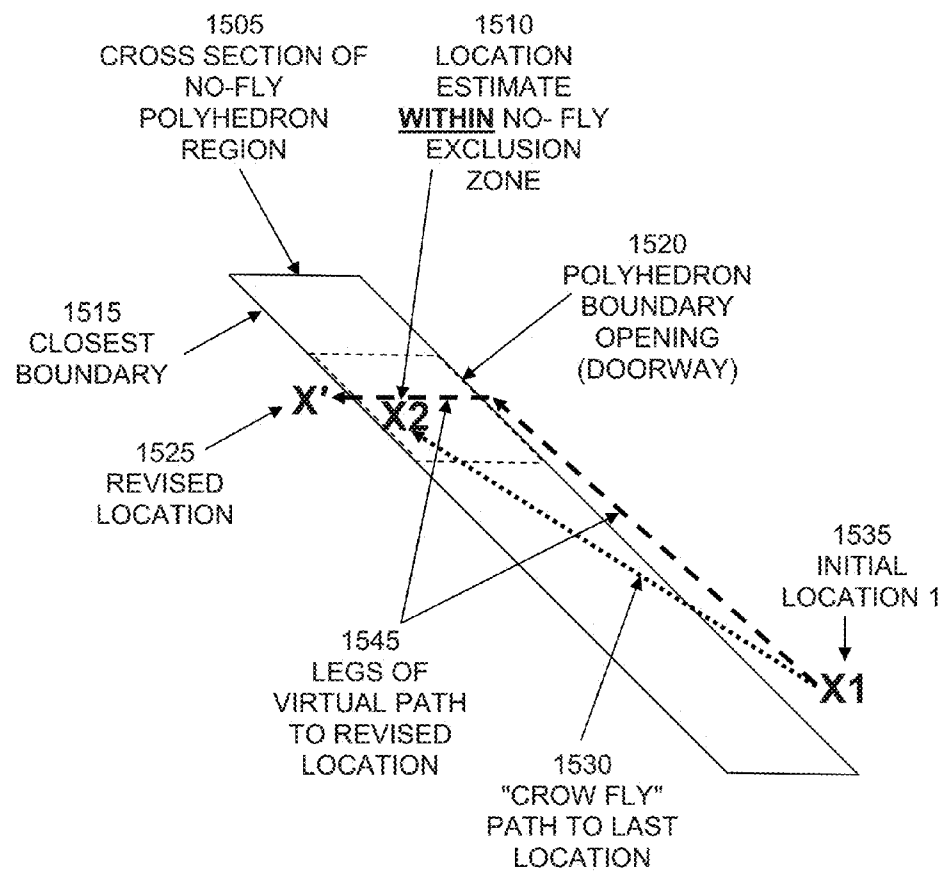 1505
CROSS SECTION OF
NO-FLY
POLYHEDRON
REGION
1510
LOCATION
ESTIMATE
WITHIN NO- FLY
EXCLUSION
ZONE
1520
POLYHEDRON
BOUNDARY
OPENING
(DOORWAY)
1515
CLOSEST
BOUNDARY
X'
X2
1525
REVISED
LOCATION
1535
INITIAL
LOCATION 1
X1
1545
LEGS OF
VIRTUAL PATH
TO REVISED
LOCATION
1530
"CROW FLY"
PATH TO LAST
LOCATION